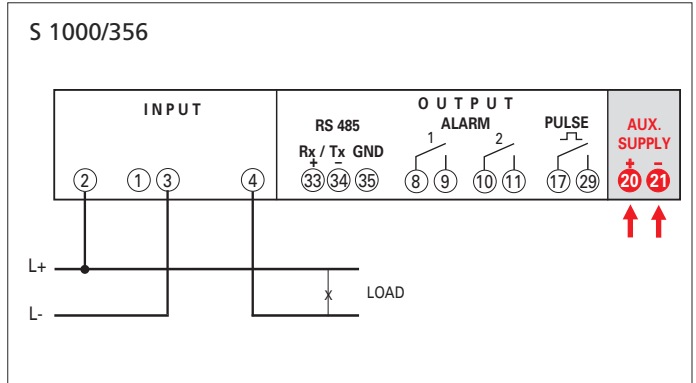 S 1000/356
INPUT
OUTPUT
RS 485
ALARM
PULSE
AUX.
SUPPLY
1
2
Rx / Tx GND
+
–
+
–
2
1
3
4
33
34
35
8
9
10
11
17
29
20
21
L+
x
LOAD
L-